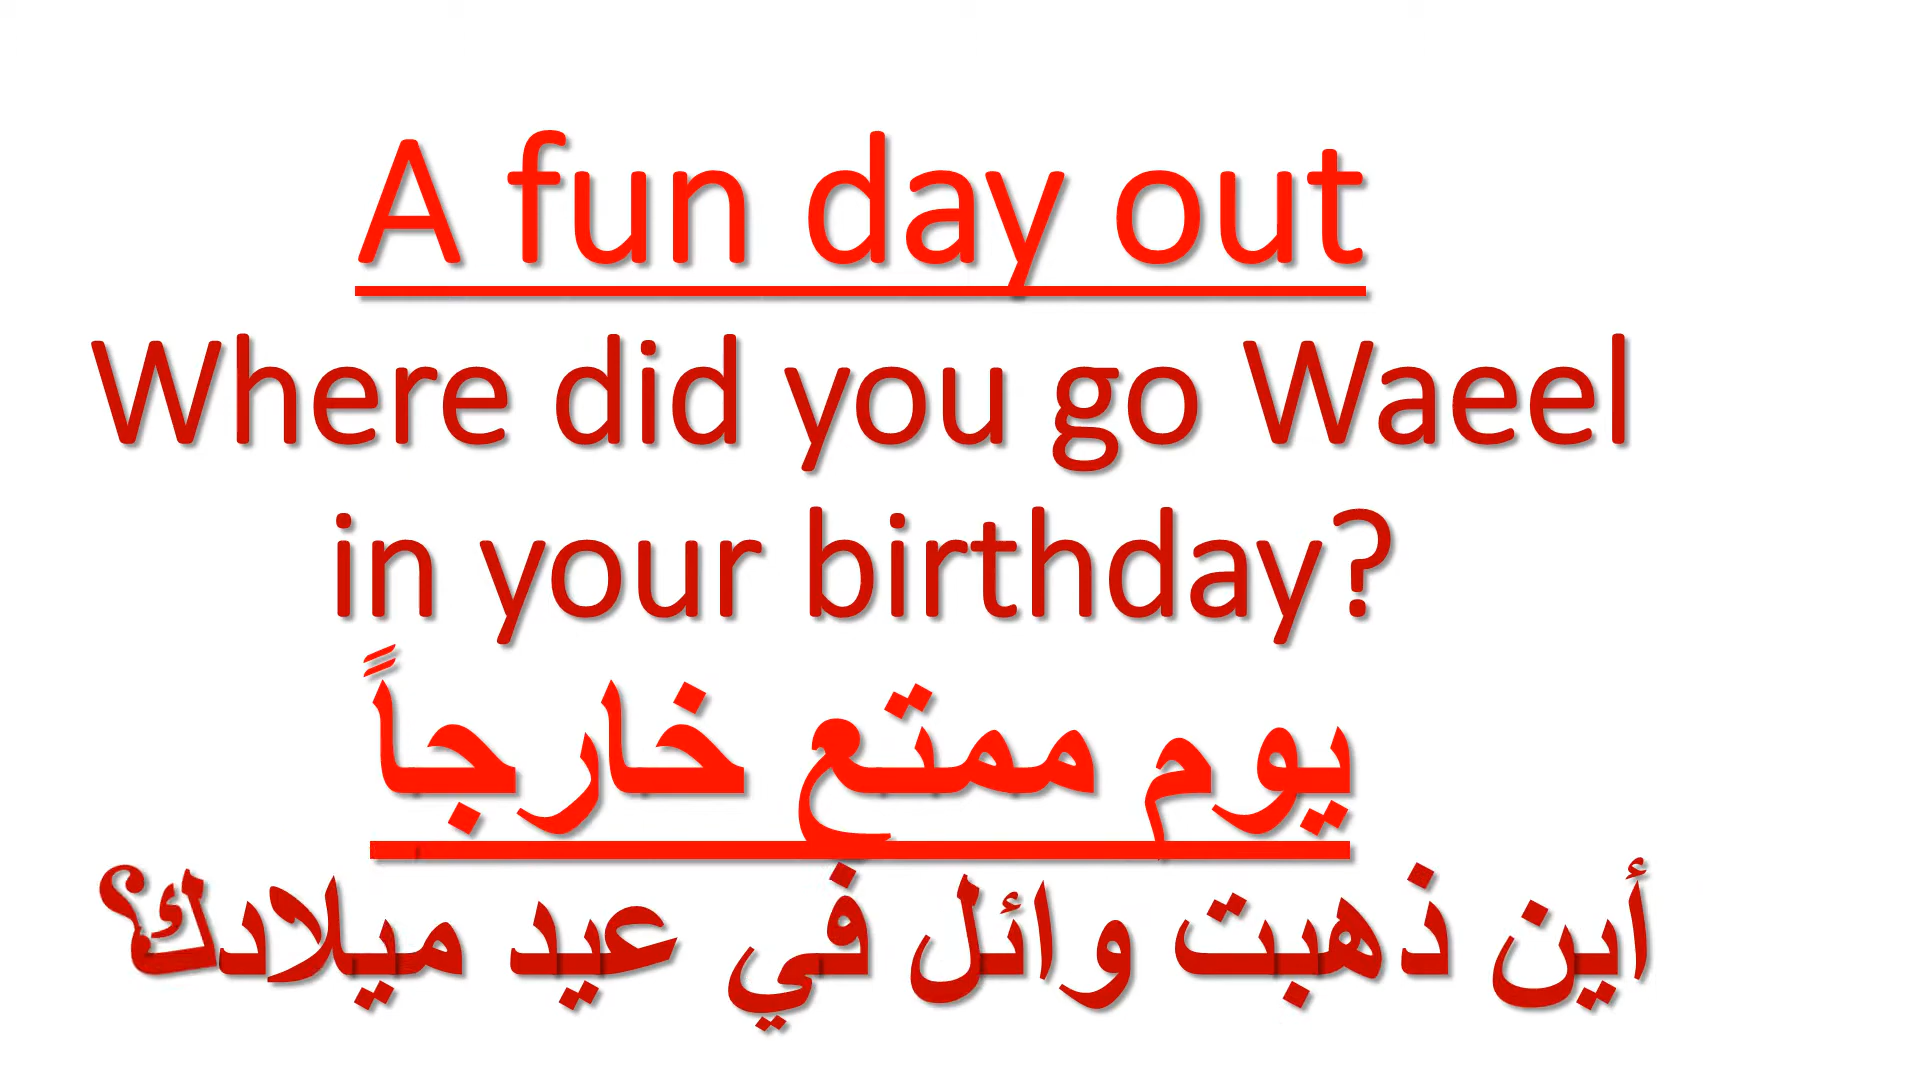 A fun day out
Where did you go Waeel
in your birthday?
يوم ممتع خارجاً
أين ذهبت وائل في عيد ميلادك؟